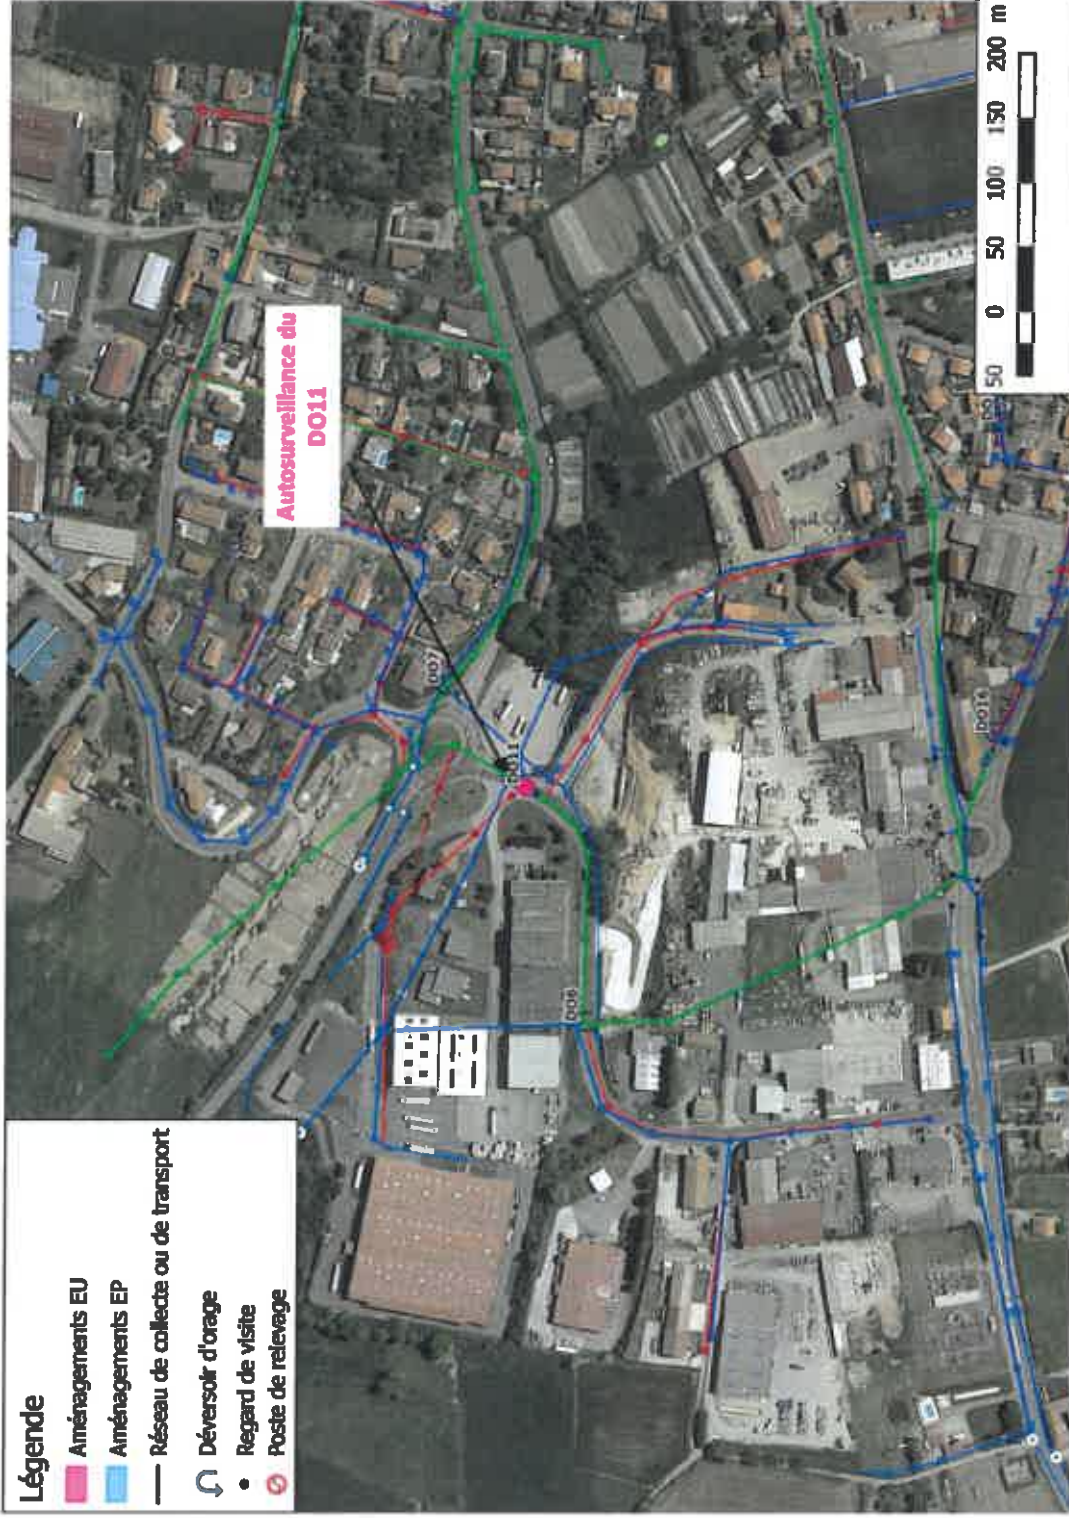 Légende
Aménagements EU
Aménagements EP
Réseau de collecte ou de transport
Déversoir d'orage
Regard de visite
Poste de relevage
Autosurveillance du
DO11
DO7
DO11
DO6
DO16
50 0 50 100 150 200 m